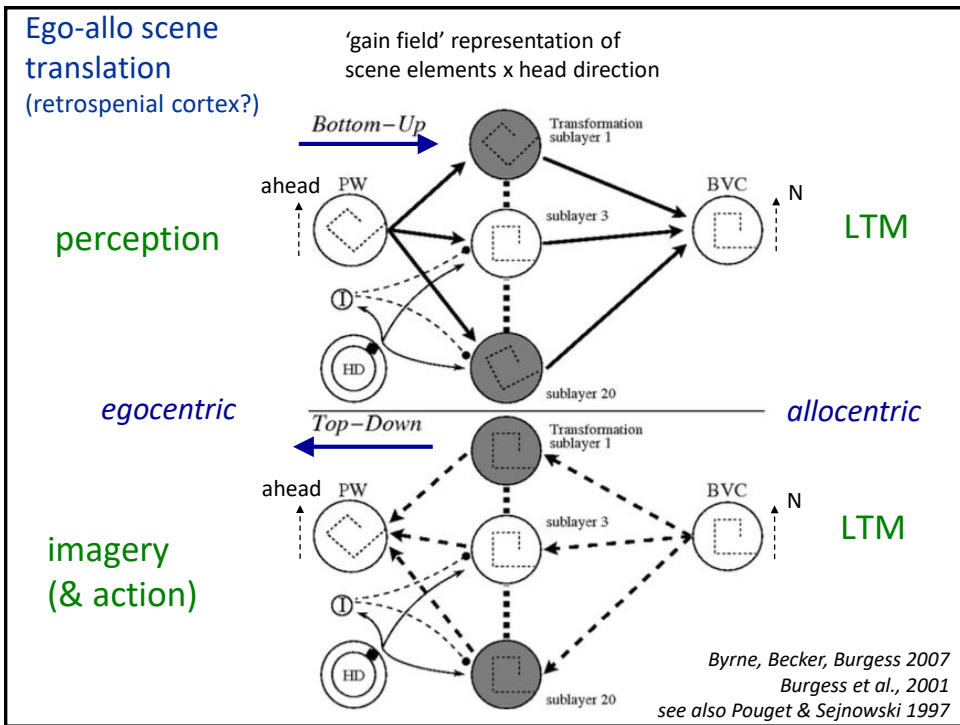 Ego-allo scene
translation
(retrospenial cortex?)
'gain field' representation of
scene elements x head direction
Bottom-Up
Transformation
sublayer 1
ahead
PW
sublayer 3
BVC
N
perception
LTM
I
HD
sublayer 20
egocentric
allocentric
Top-Down
Transformation
sublayer 1
ahead
PW
sublayer 3
BVC
N
imagery
(& action)
LTM
I
HD
sublayer 20
Byrne, Becker, Burgess 2007
Burgess et al., 2001
see also Pouget & Sejnowski 1997